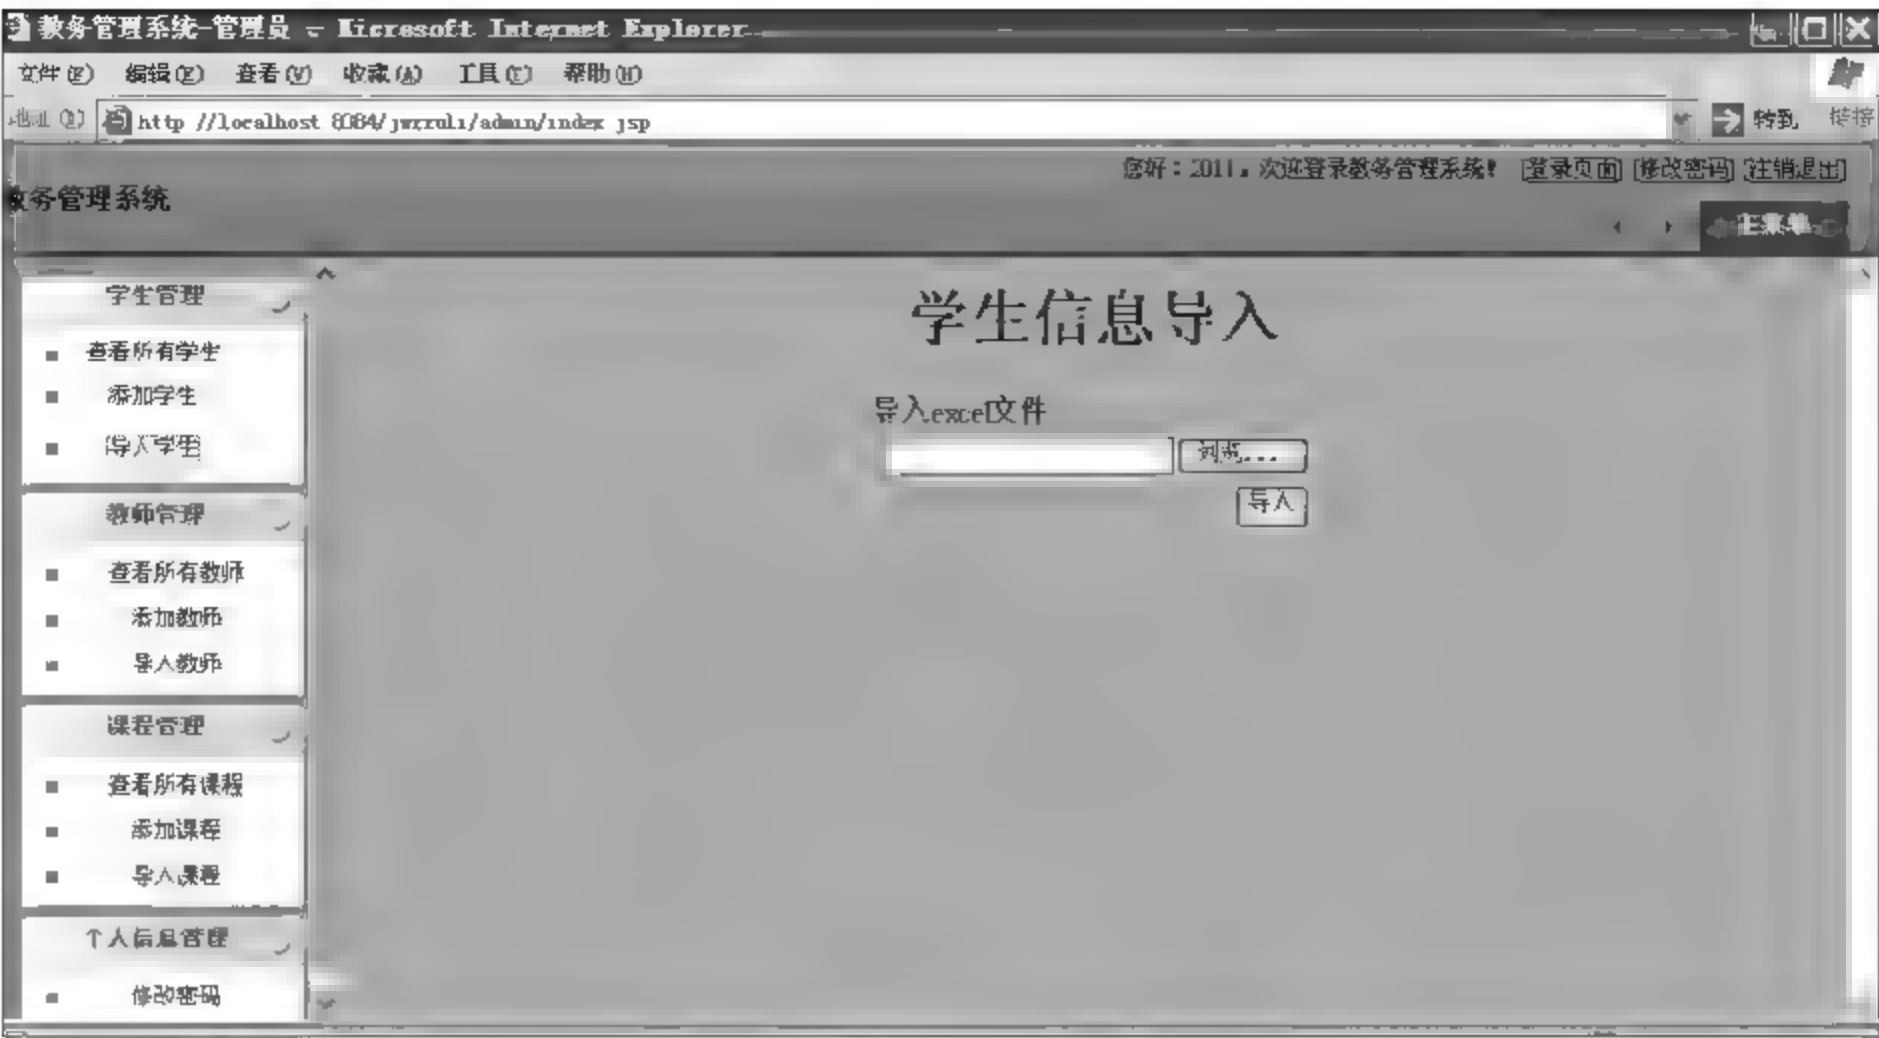 教务管理系统-管理员 - Microsoft Internet Explorer
文件(F) 编辑(E) 查看(V) 收藏(A) 工具(T) 帮助(H)
地址(D) http //localhost 8084/ /admin/index jsp 转到 链接
您好：2011，欢迎登录教务管理系统! [登录页面] [修改密码] [注销退出]
教务管理系统
主菜单
学生管理
查看所有学生
添加学生
导入学生
教师管理
查看所有教师
添加教师
导入教师
课程管理
查看所有课程
添加课程
导入课程
个人信息管理
修改密码
学生信息导入
导入excel文件
浏览...
导入